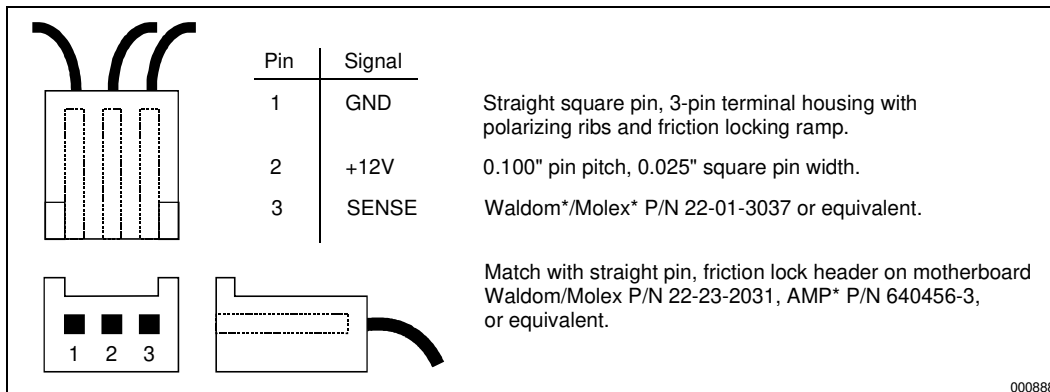 Pin Signal
1 GND Straight square pin, 3-pin terminal housing with
polarizing ribs and friction locking ramp.
2 +12V 0.100" pin pitch, 0.025" square pin width.
3 SENSE Waldom*/Molex* P/N 22-01-3037 or equivalent.
Match with straight pin, friction lock header on motherboard
Waldom/Molex P/N 22-23-2031, AMP* P/N 640456-3,
or equivalent.
1 2 3
000888